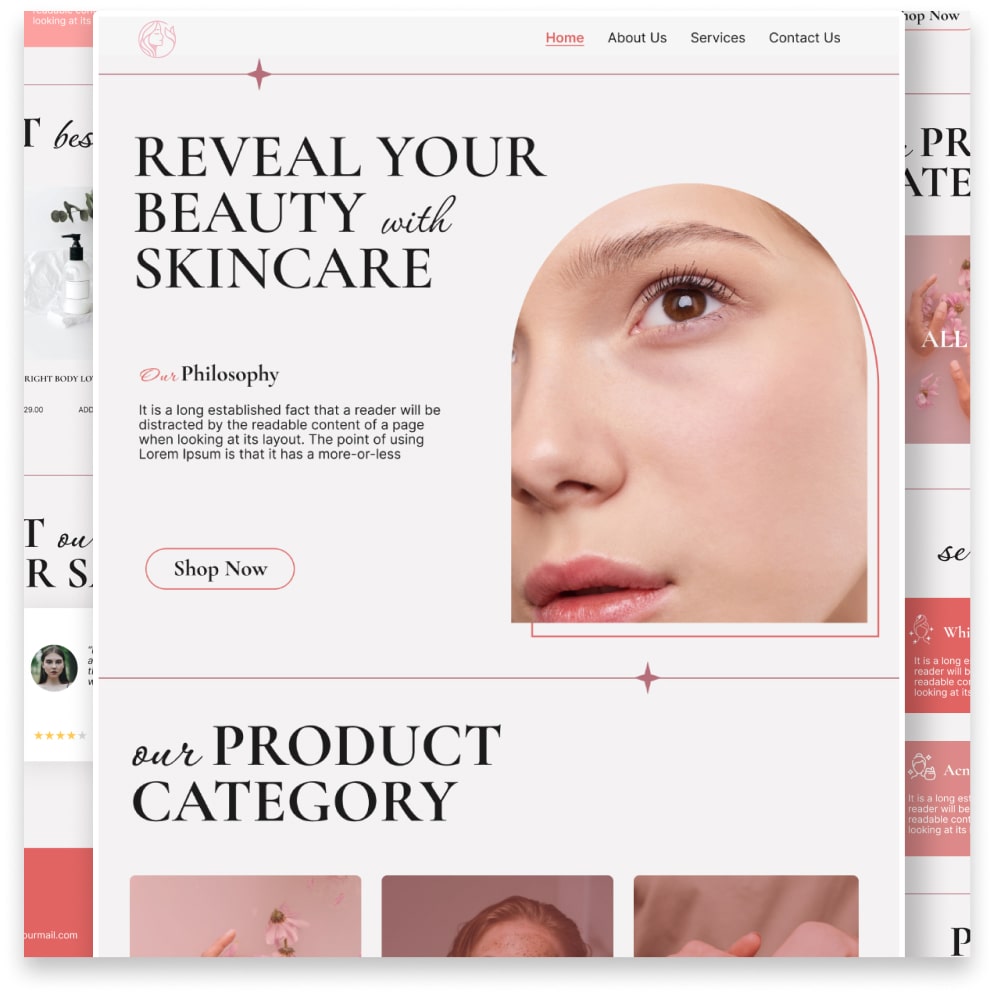 looking at its
T bes
RIGHT BODY LO
29.00
ADD
T ou
R S
ourmail.com
Home
About Us
Services
Contact Us
REVEAL YOUR
BEAUTY with
SKINCARE
Our Philosophy
It is a long established fact that a reader will be
distracted by the readable content of a page
when looking at its layout. The point of using
Lorem Ipsum is that it has a more-or-less
Shop Now
our PRODUCT
CATEGORY
hop Now
PR
ATE
ALL
se
Whi
It is a long e
reader will b
readable con
looking at its
Acn
It is a long est
reader will be
readable cont
looking at its
P